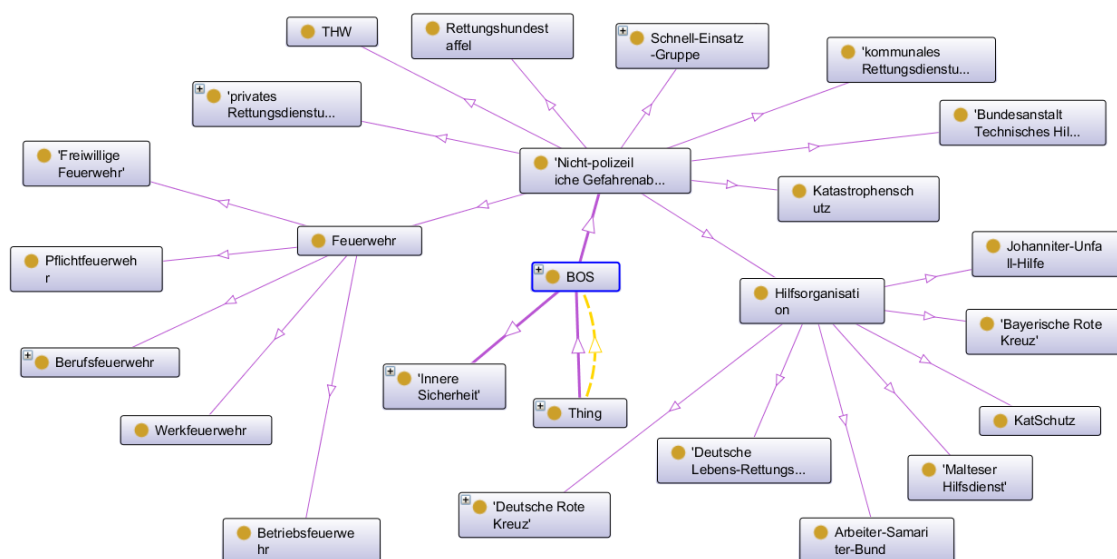 THW
Rettungshundest
affel
Schnell-Einsatz
-Gruppe
'kommunales
Rettungsdienstu...
'privates
Rettungsdienstu...
'Bundesanstalt
Technisches Hil...
'Freiwillige
Feuerwehr'
'Nicht-polizeil
iche Gefahrenab...
Katastrophensch
utz
Feuerwehr
Pflichtfeuerweh
r
Johanniter-Unfa
ll-Hilfe
BOS
Hilfsorganisati
on
'Bayerische Rote
Kreuz'
Berufsfeuerwehr
'Innere
Sicherheit'
Thing
KatSchutz
Werkfeuerwehr
'Deutsche
Lebens-Rettungs...
'Malteser
Hilfsdienst'
'Deutsche Rote
Kreuz'
Betriebsfeuerwe
hr
Arbeiter-Samari
ter-Bund